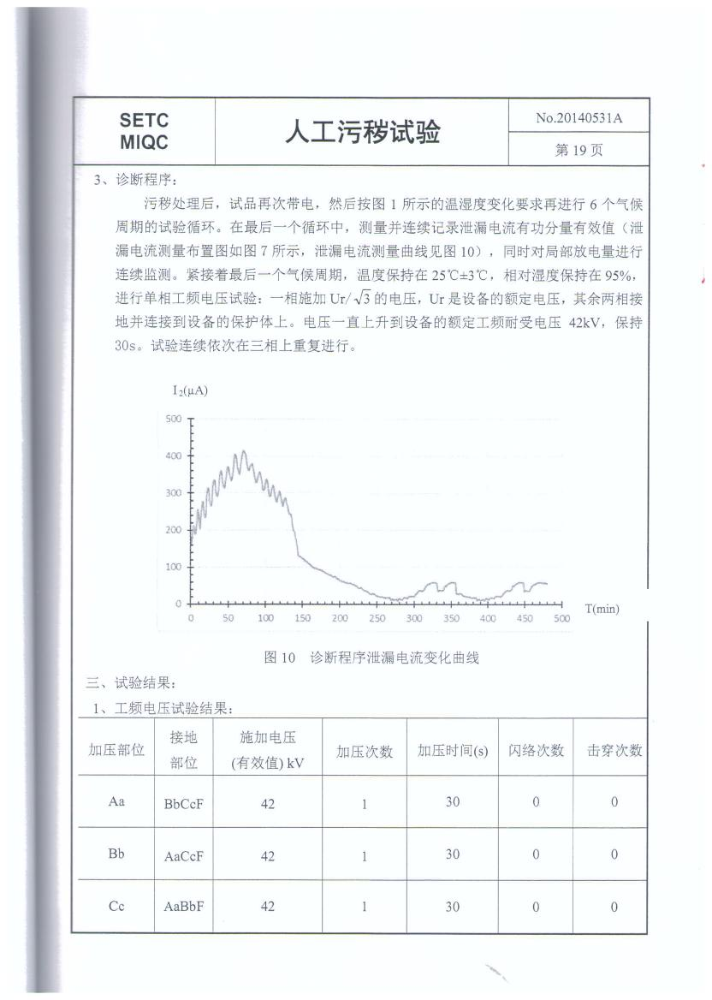 SETC
MIQC
人工污秽试验
No.20140531A
第 19 页
3、诊断程序：
污秽处理后，试品再次带电，然后按图 1 所示的温湿度变化要求再进行 6 个气候
周期的试验循环。在最后一个循环中，测量并连续记录泄漏电流有功分量有效值（泄
漏电流测量布置图如图 7 所示，泄漏电流测量曲线见图 10），同时对局部放电量进行
连续监测。紧接着最后一个气候周期，温度保持在 25℃±3℃，相对湿度保持在 95%，
进行单相工频电压试验：一相施加 Ur/√3 的电压，Ur 是设备的额定电压，其余两相接
地并连接到设备的保护体上。电压一直上升到设备的额定工频耐受电压 42kV，保持
30s。试验连续依次在三相上重复进行。
I₂(μA)
500
400
300
200
100
0
0 50 100 150 200 250 300 350 400 450 500
T(min)
图 10 诊断程序泄漏电流变化曲线
三、试验结果：
1、工频电压试验结果：
加压部位 接地部位 施加电压(有效值) kV 加压次数 加压时间(s) 闪络次数 击穿次数
Aa BbCcF 42 1 30 0 0
Bb AaCcF 42 1 30 0 0
Cc AaBbF 42 1 30 0 0